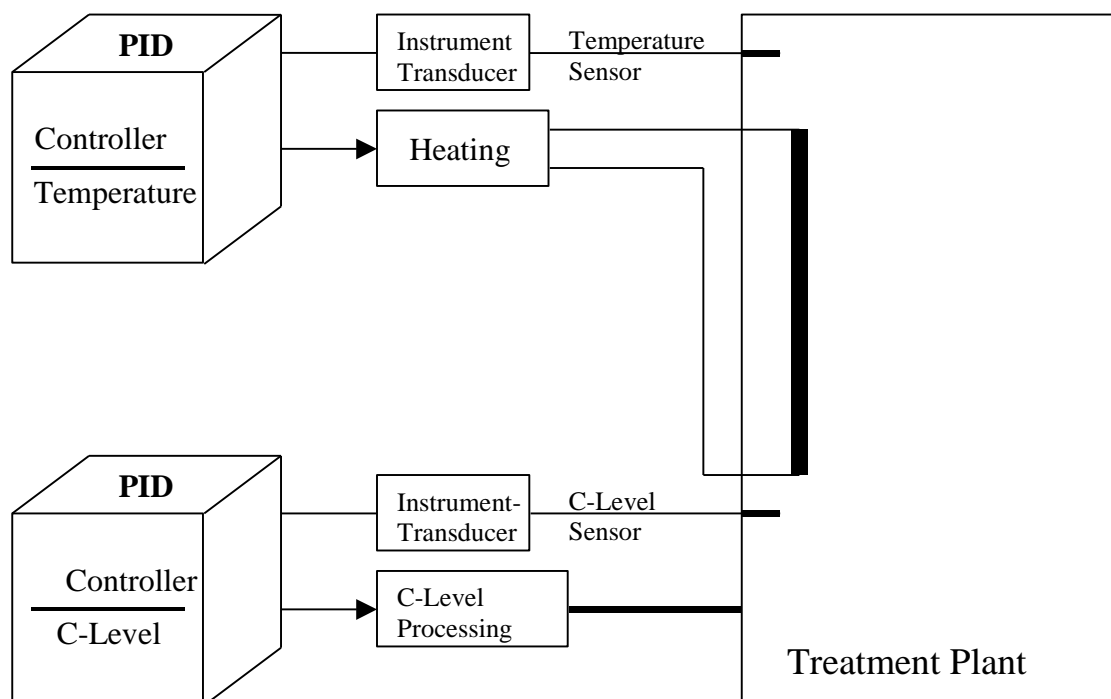 PID
Controller
Temperature
Instrument
Transducer
Temperature
Sensor
Heating
PID
Controller
C-Level
Instrument-
Transducer
C-Level
Sensor
C-Level
Processing
Treatment Plant